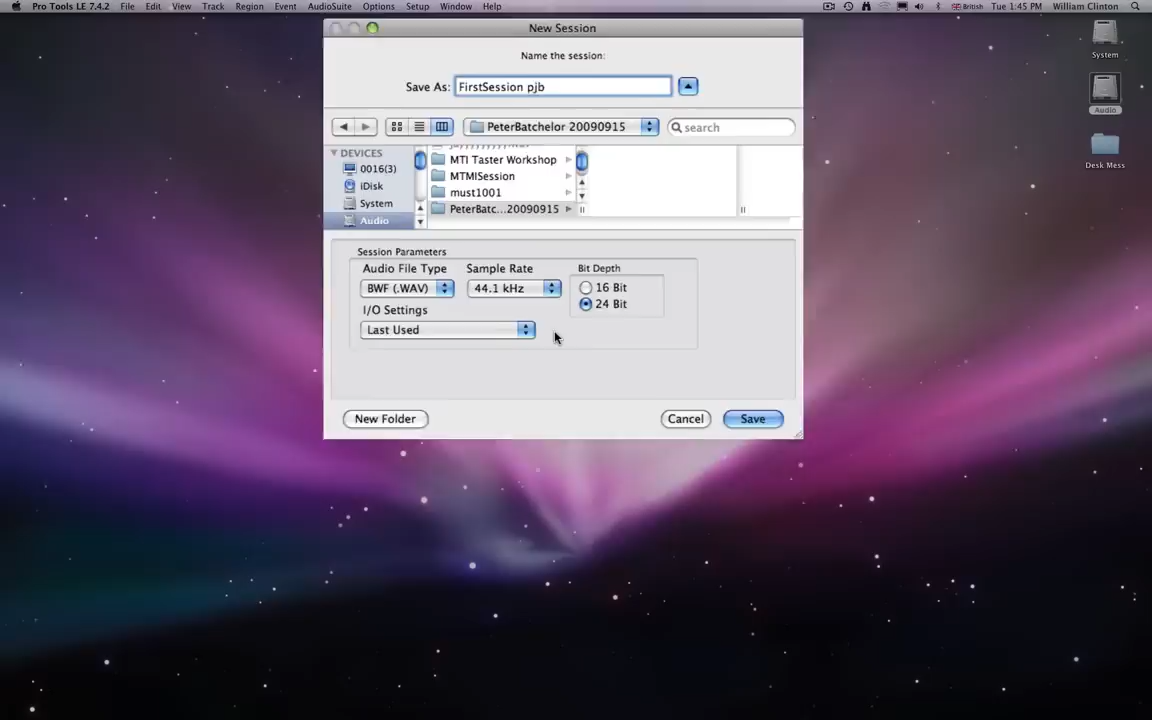 Pro Tools LE 7.4.2 File Edit View Track Region Event AudioSuite Options Setup Window Help British Tue 1:45 PM William Clinton
New Session
Name the session:
Save As: FirstSession pjb
PeterBatchelor 20090915 search
DEVICES
0016(3)
iDisk
System
Audio
MTI Taster Workshop
MTMISession
must1001
PeterBatc...20090915
Session Parameters
Audio File Type Sample Rate Bit Depth
BWF (.WAV) 44.1 kHz 16 Bit
24 Bit
I/O Settings
Last Used
New Folder Cancel Save
System
Audio
Desk Mess